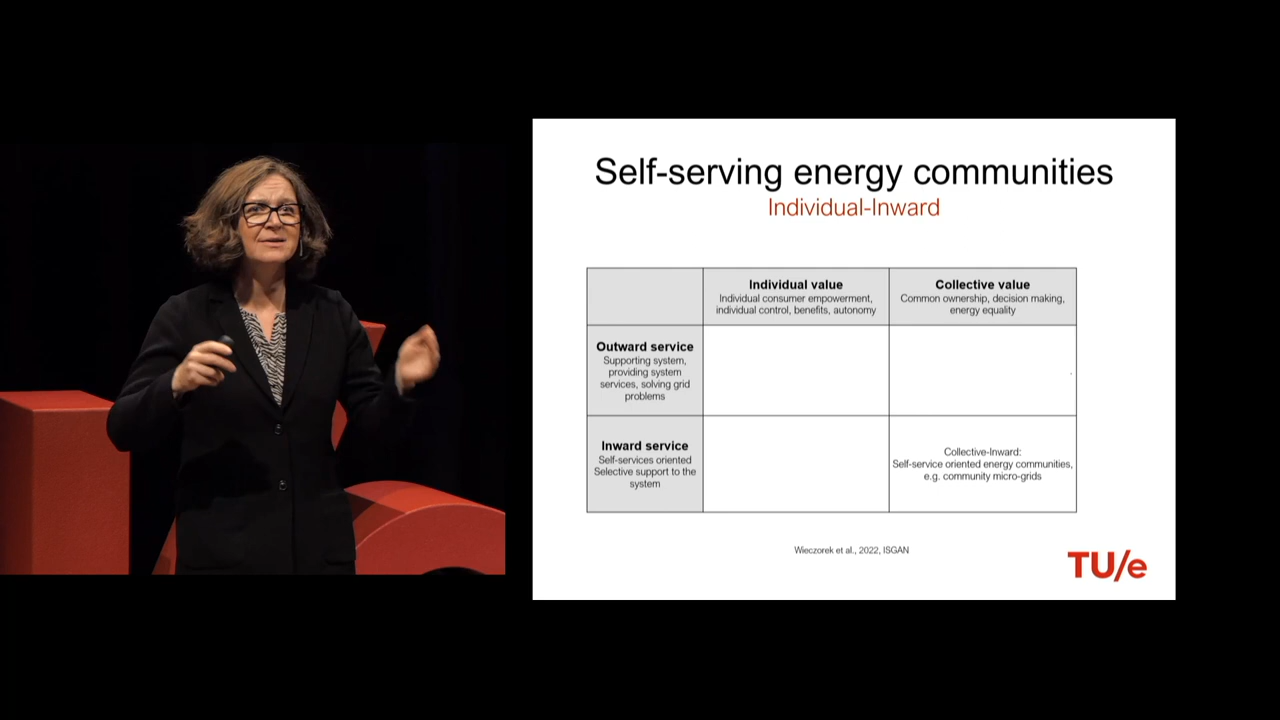 Self-serving energy communities
Individual-Inward
Individual value
Individual consumer empowerment,
individual control, benefits, autonomy
Collective value
Common ownership, decision making,
energy equality
Outward service
Supporting system,
providing system
services, solving grid
problems
Inward service
Self-services oriented
Selective support to the
system
Collective-Inward:
Self-service oriented energy communities,
e.g. community micro-grids
Wieczorek et al., 2022, ISGAN
TU/e